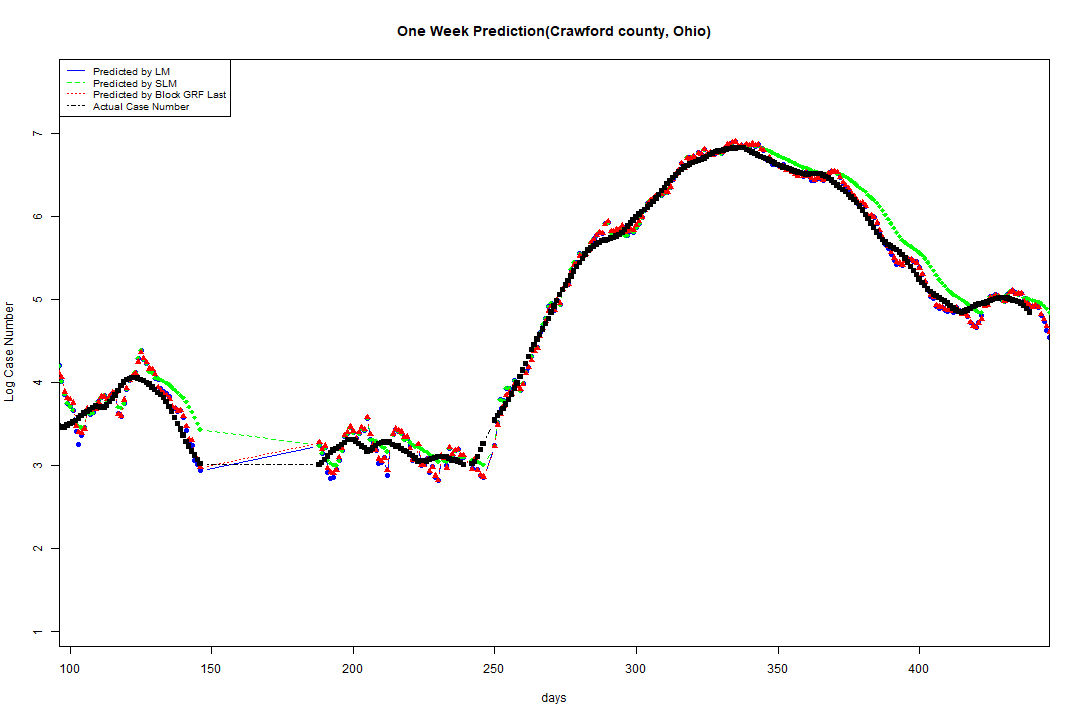 One Week Prediction(Crawford county, Ohio)
Predicted by LM
Predicted by SLM
Predicted by Block GRF Last
Actual Case Number
7
6
5
4
3
2
1
Log Case Number
100 150 200 250 300 350 400
days